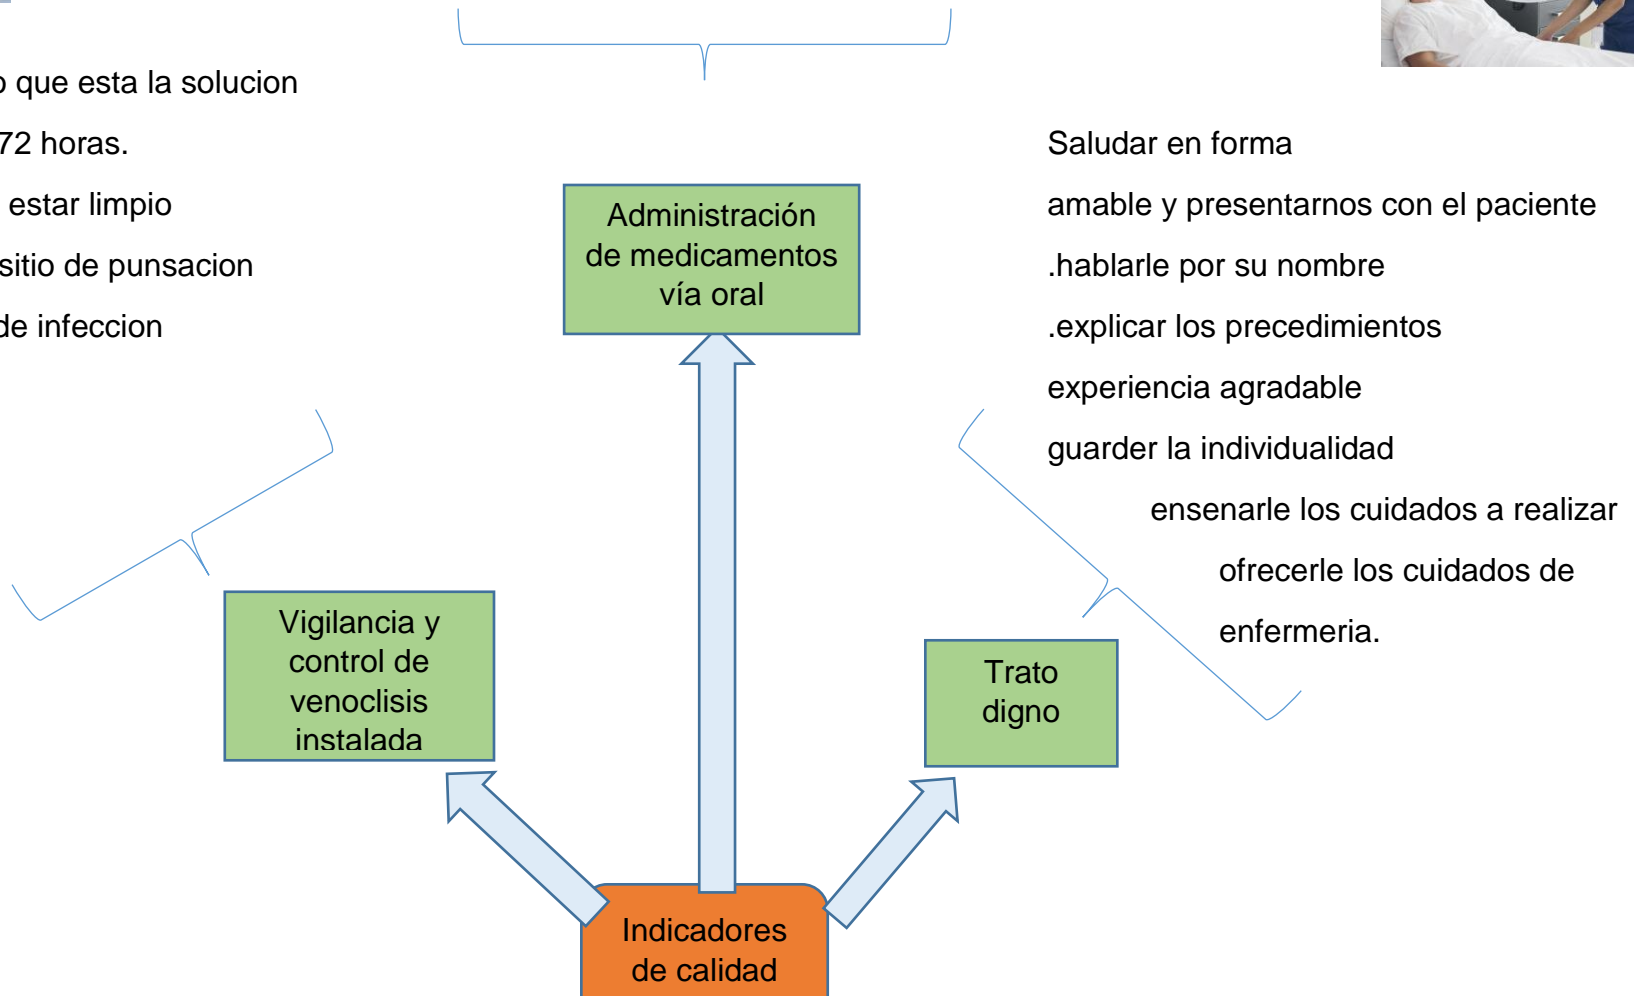 o que esta la solucion
72 horas.
estar limpio
sitio de punsacion
de infeccion
Administración
de medicamentos
vía oral
Saludar en forma
amable y presentarnos con el paciente
.hablarle por su nombre
.explicar los precedimientos
experiencia agradable
guarder la individualidad
ensenarle los cuidados a realizar
ofrecerle los cuidados de
enfermeria.
Vigilancia y
control de
venoclisis
instalada
Trato
digno
Indicadores
de calidad